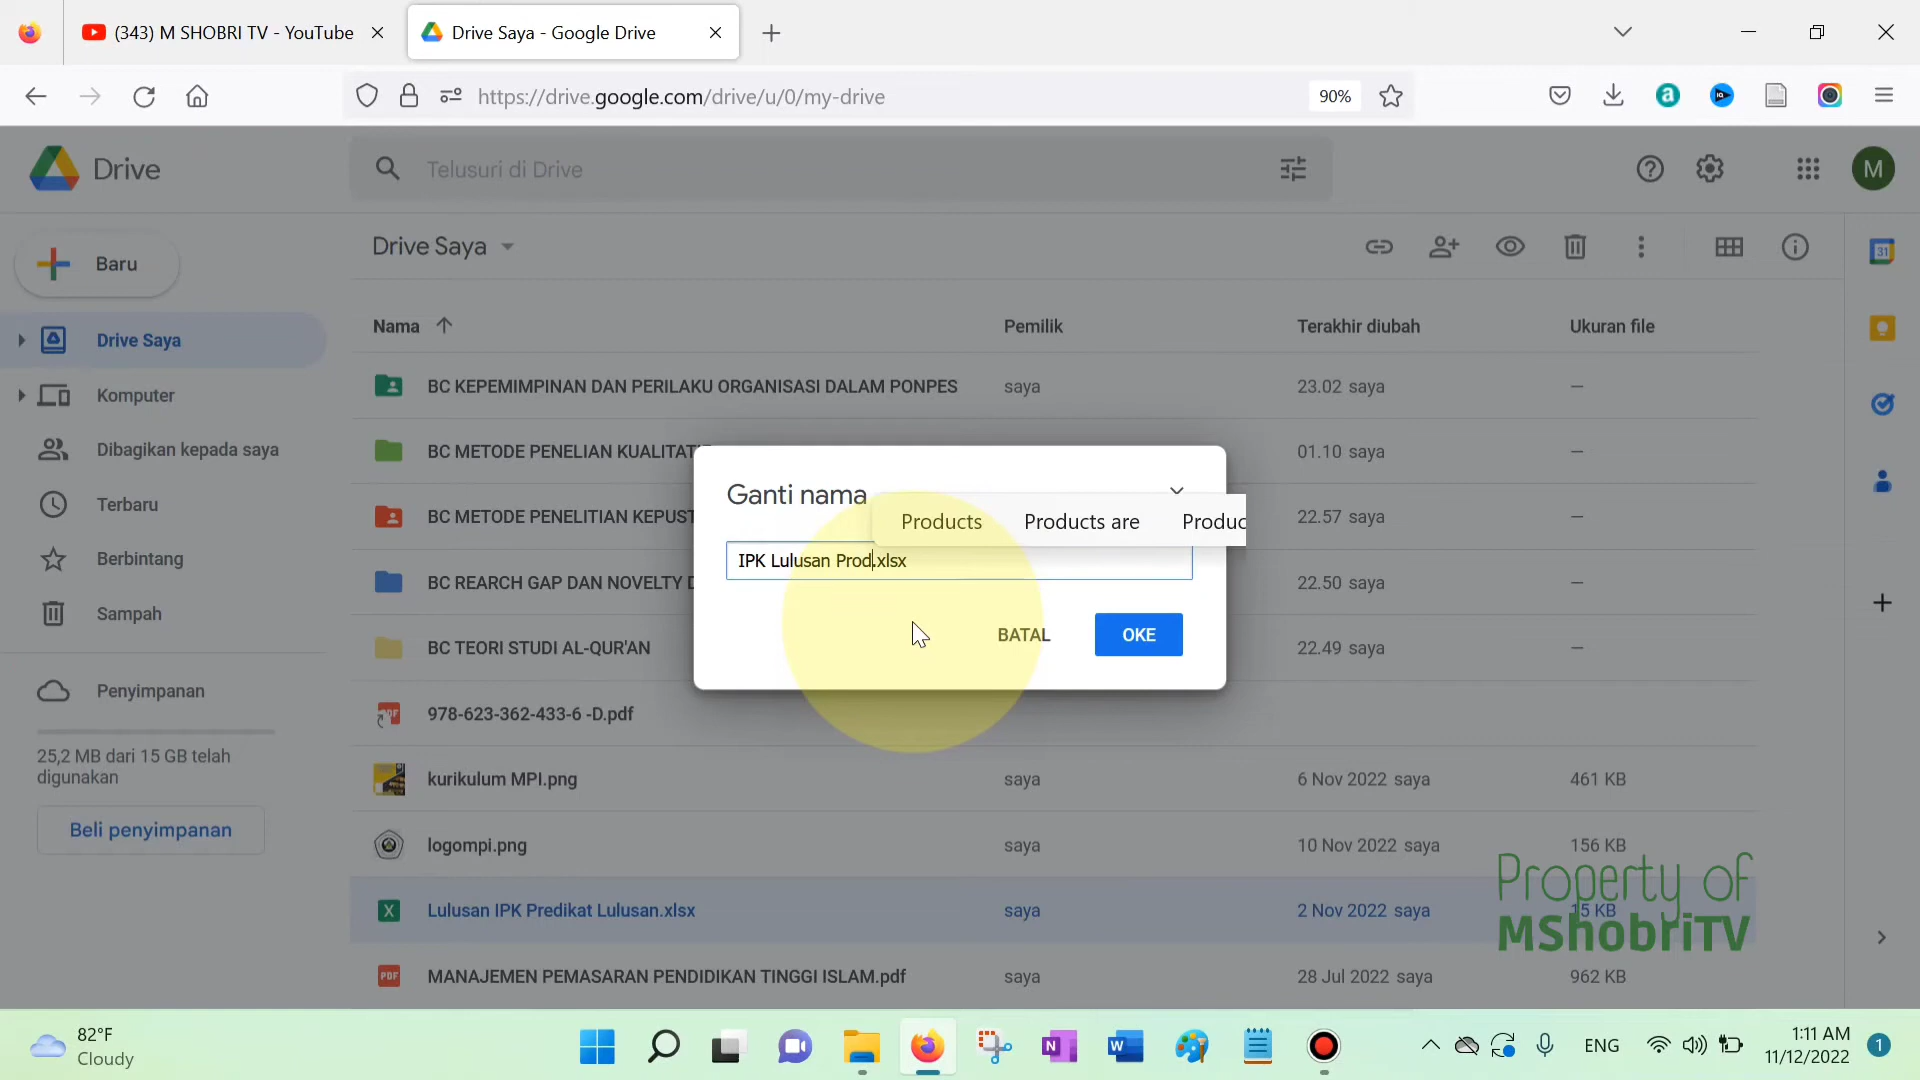 (343) M SHOBRI TV - YouTube
Drive Saya - Google Drive
https://drive.google.com/drive/u/0/my-drive
90%
Drive
Telusuri di Drive
M
Baru
Drive Saya
Komputer
Dibagikan kepada saya
Terbaru
Berbintang
Sampah
Penyimpanan
25,2 MB dari 15 GB telah
digunakan
Beli penyimpanan
Drive Saya
Nama Pemilik Terakhir diubah Ukuran file
BC KEPEMIMPINAN DAN PERILAKU ORGANISASI DALAM PONPES saya 23.02 saya —
BC METODE PENELIAN KUALITAT 01.10 saya —
BC METODE PENELITIAN KEPUST 22.57 saya —
BC REARCH GAP DAN NOVELTY D 22.50 saya —
BC TEORI STUDI AL-QUR'AN 22.49 saya —
978-623-362-433-6 -D.pdf
kurikulum MPI.png saya 6 Nov 2022 saya 461 KB
logompi.png saya 10 Nov 2022 saya 156 KB
Lulusan IPK Predikat Lulusan.xlsx saya 2 Nov 2022 saya 15 KB
PDF MANAJEMEN PEMASARAN PENDIDIKAN TINGGI ISLAM.pdf saya 28 Jul 2022 saya 962 KB
Ganti nama
Products Products are Produc
IPK Lulusan Prod.xlsx
BATAL OKE
31
Property of
MShobriTV
82°F
Cloudy
ENG
1:11 AM
11/12/2022
1